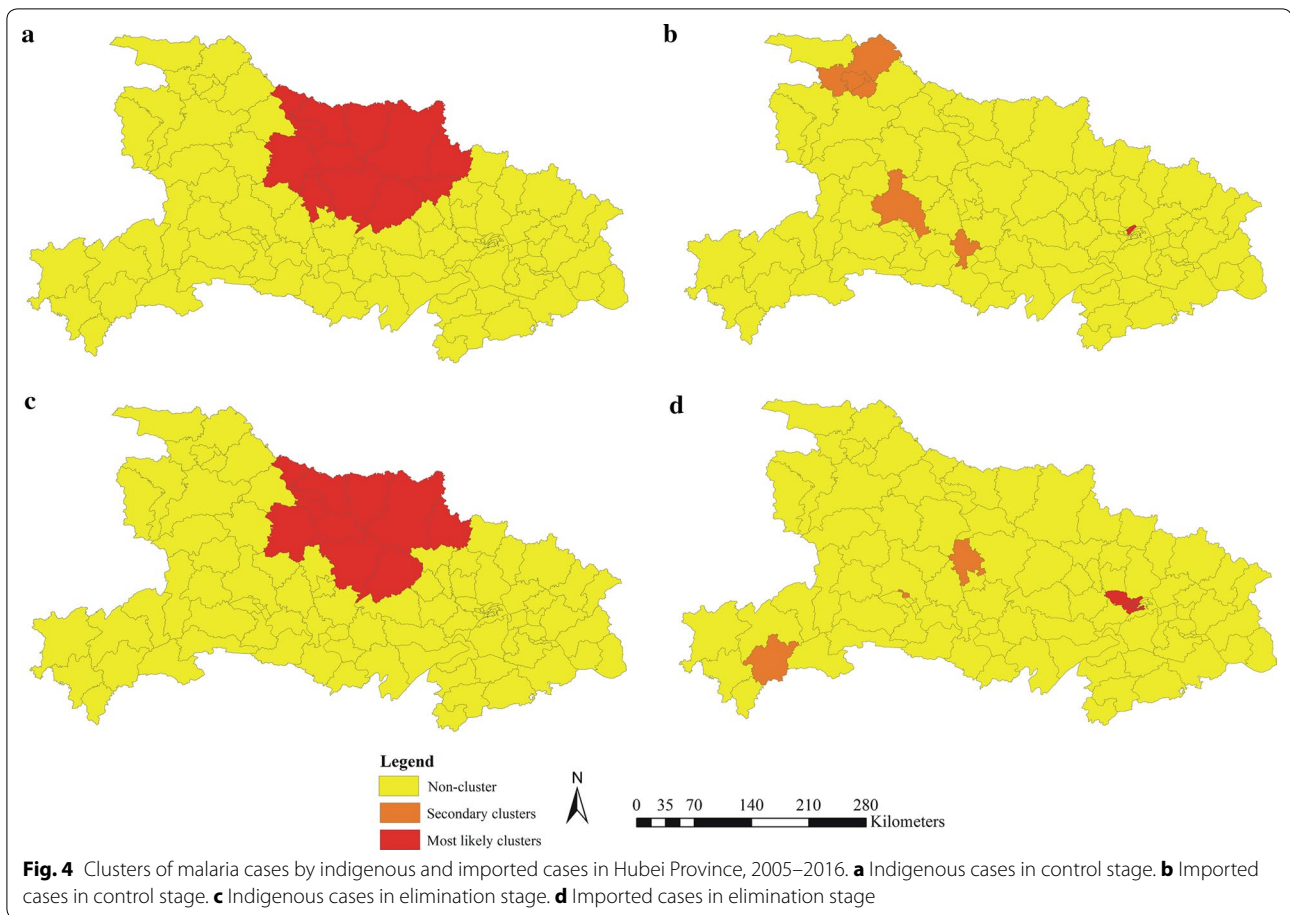 a
b
c
d
Legend
Non-cluster
Secondary clusters
Most likely clusters
N
0 35 70 140 210 280
Kilometers
Fig. 4 Clusters of malaria cases by indigenous and imported cases in Hubei Province, 2005–2016. a Indigenous cases in control stage. b Imported
cases in control stage. c Indigenous cases in elimination stage. d Imported cases in elimination stage